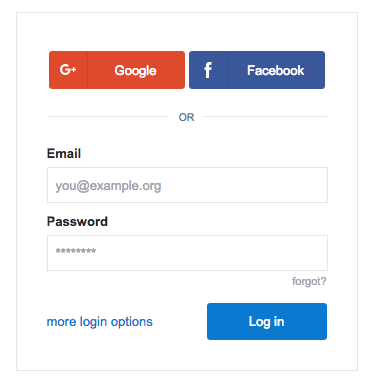 G+ Google f Facebook
OR
Email
you@example.org
Password
********
forgot?
more login options Log in